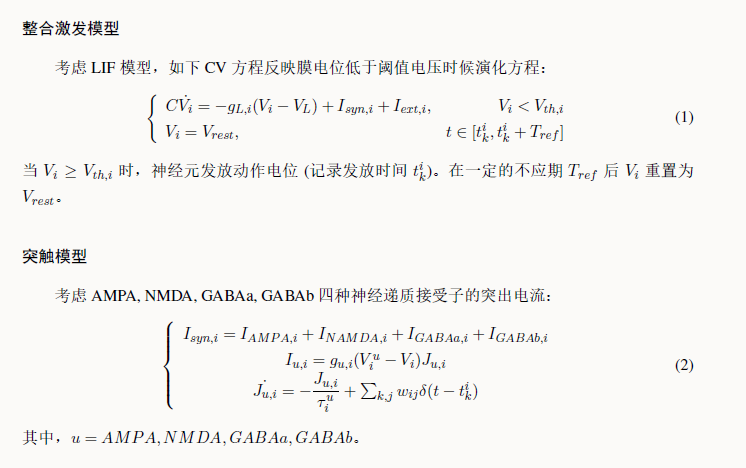 整合激发模型
考虑 LIF 模型，如下 CV 方程反映膜电位低于阈值电压时候演化方程：
$\begin{cases} C\dot{V_i} = -g_{L,i}(V_i - V_L) + I_{syn,i} + I_{ext,i}, & V_i < V_{th,i} \\ V_i = V_{rest}, & t \in [t_k^i, t_k^i + T_{ref}] \end{cases}$ (1)
当 $V_i \geq V_{th,i}$ 时，神经元发放动作电位 (记录发放时间 $t_k^i$)。在一定的不应期 $T_{ref}$ 后 $V_i$ 重置为
$V_{rest}$。
突触模型
考虑 AMPA, NMDA, GABAa, GABAb 四种神经递质接受子的突出电流：
$\begin{cases} I_{syn,i} = I_{AMPA,i} + I_{NAMDA,i} + I_{GABAa,i} + I_{GABAb,i} \\ I_{u,i} = g_{u,i}(V_i^u - V_i)J_{u,i} \\ \dot{J_{u,i}} = -\dfrac{J_{u,i}}{\tau_i^u} + \sum_{k,j} w_{ij}\delta(t - t_k^i) \end{cases}$ (2)
其中，$u = AMPA, NMDA, GABAa, GABAb$。